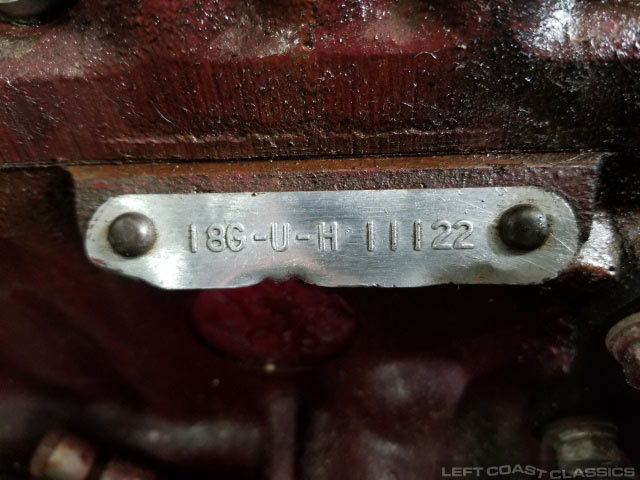 18G-U-H 11122
LEFT COAST CLASSICS